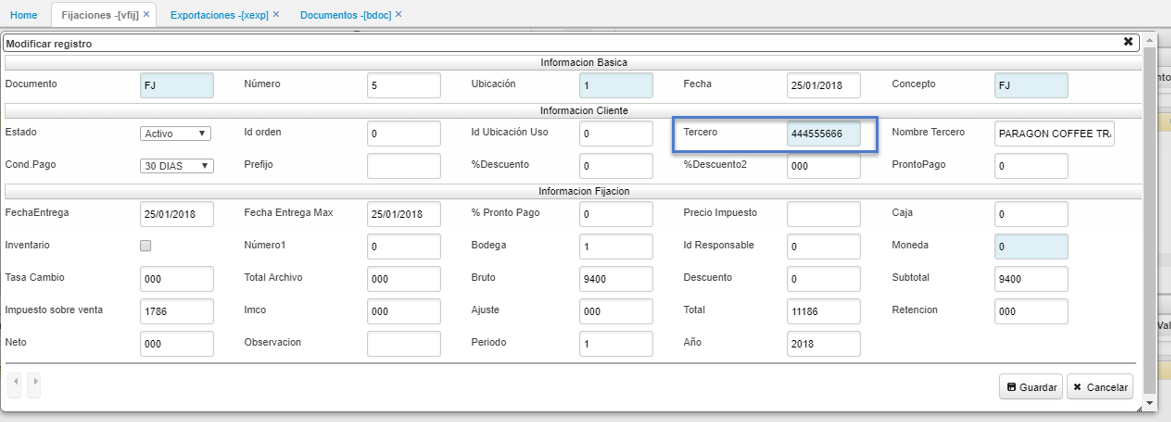 Home Fijaciones -[vfij] × Exportaciones -[xexp] × Documentos -[bdoc] ×
Modificar registro
Informacion Básica
Documento FJ Número 5 Ubicación 1 Fecha 25/01/2018 Concepto FJ
Informacion Cliente
Estado Activo Id orden 0 Id Ubicación Uso 0 Tercero 444555666 Nombre Tercero PARAGON COFFEE TRA
Cond.Pago 30 DIAS Prefijo %Descuento 0 %Descuento2 000 ProntoPago 0
Informacion Fijacion
FechaEntrega 25/01/2018 Fecha Entrega Max 25/01/2018 % Pronto Pago 0 Precio Impuesto Caja 0
Inventario Número1 0 Bodega 1 Id Responsable 0 Moneda 0
Tasa Cambio 000 Total Archivo 000 Bruto 9400 Descuento 0 Subtotal 9400
Impuesto sobre venta 1786 Imco 000 Ajuste 000 Total 11186 Retencion 000
Neto 000 Observacion Periodo 1 Año 2018
Guardar Cancelar